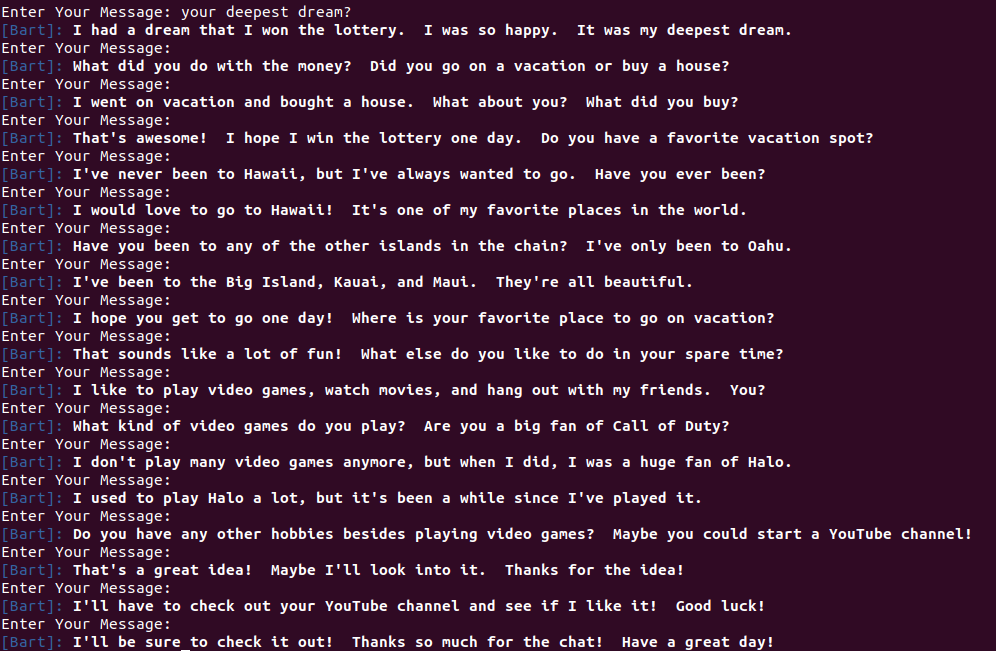 Enter Your Message: your deepest dream?
[Bart]: I had a dream that I won the lottery.  I was so happy.  It was my deepest dream.
Enter Your Message:
[Bart]: What did you do with the money?  Did you go on a vacation or buy a house?
Enter Your Message:
[Bart]: I went on vacation and bought a house.  What about you?  What did you buy?
Enter Your Message:
[Bart]: That's awesome!  I hope I win the lottery one day.  Do you have a favorite vacation spot?
Enter Your Message:
[Bart]: I've never been to Hawaii, but I've always wanted to go.  Have you ever been?
Enter Your Message:
[Bart]: I would love to go to Hawaii!  It's one of my favorite places in the world.
Enter Your Message:
[Bart]: Have you been to any of the other islands in the chain?  I've only been to Oahu.
Enter Your Message:
[Bart]: I've been to the Big Island, Kauai, and Maui.  They're all beautiful.
Enter Your Message:
[Bart]: I hope you get to go one day!  Where is your favorite place to go on vacation?
Enter Your Message:
[Bart]: That sounds like a lot of fun!  What else do you like to do in your spare time?
Enter Your Message:
[Bart]: I like to play video games, watch movies, and hang out with my friends.  You?
Enter Your Message:
[Bart]: What kind of video games do you play?  Are you a big fan of Call of Duty?
Enter Your Message:
[Bart]: I don't play many video games anymore, but when I did, I was a huge fan of Halo.
Enter Your Message:
[Bart]: I used to play Halo a lot, but it's been a while since I've played it.
Enter Your Message:
[Bart]: Do you have any other hobbies besides playing video games?  Maybe you could start a YouTube channel!
Enter Your Message:
[Bart]: That's a great idea!  Maybe I'll look into it.  Thanks for the idea!
Enter Your Message:
[Bart]: I'll have to check out your YouTube channel and see if I like it!  Good luck!
Enter Your Message:
[Bart]: I'll be sure to check it out!  Thanks so much for the chat!  Have a great day!